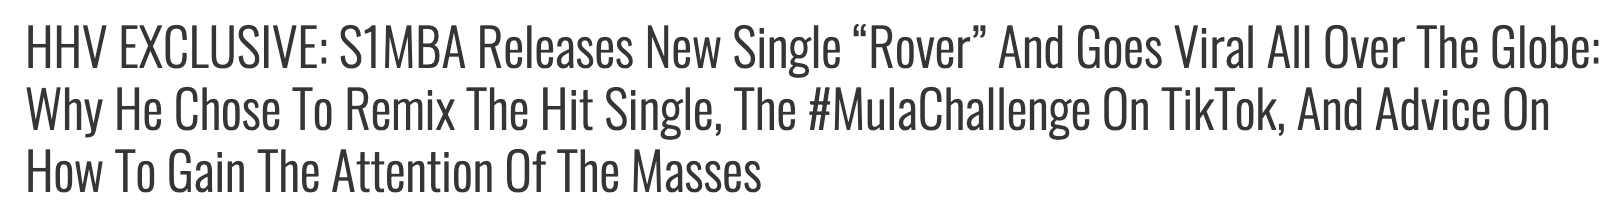 HHV EXCLUSIVE: S1MBA Releases New Single “Rover” And Goes Viral All Over The Globe:
Why He Chose To Remix The Hit Single, The #MulaChallenge On TikTok, And Advice On
How To Gain The Attention Of The Masses